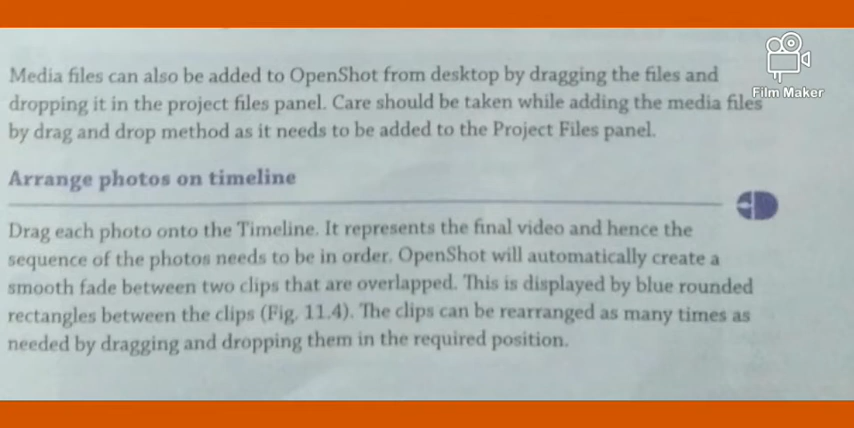 Media files can also be added to OpenShot from desktop by dragging the files and
dropping it in the project files panel. Care should be taken while adding the media files
by drag and drop method as it needs to be added to the Project Files panel.
Film Maker
Arrange photos on timeline
Drag each photo onto the Timeline. It represents the final video and hence the
sequence of the photos needs to be in order. OpenShot will automatically create a
smooth fade between two clips that are overlapped. This is displayed by blue rounded
rectangles between the clips (Fig. 11.4). The clips can be rearranged as many times as
needed by dragging and dropping them in the required position.